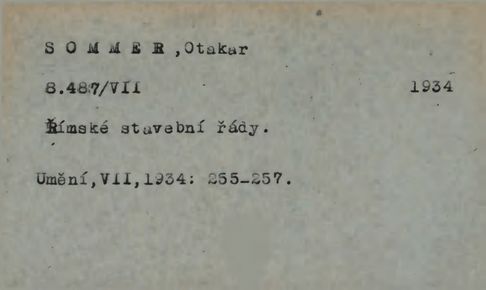 S O M M E R ,Otakar
8.487/VII 1934
Římské stavební řády.
Umění,VII,1934: 255-257.